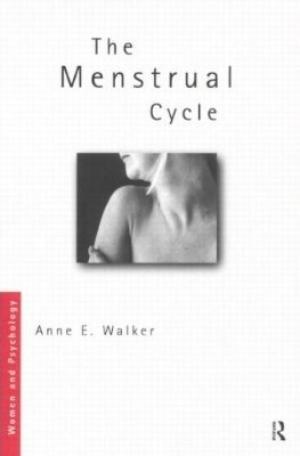 The
Menstrual
Cycle
Anne E. Walker
Women and Psychology
R